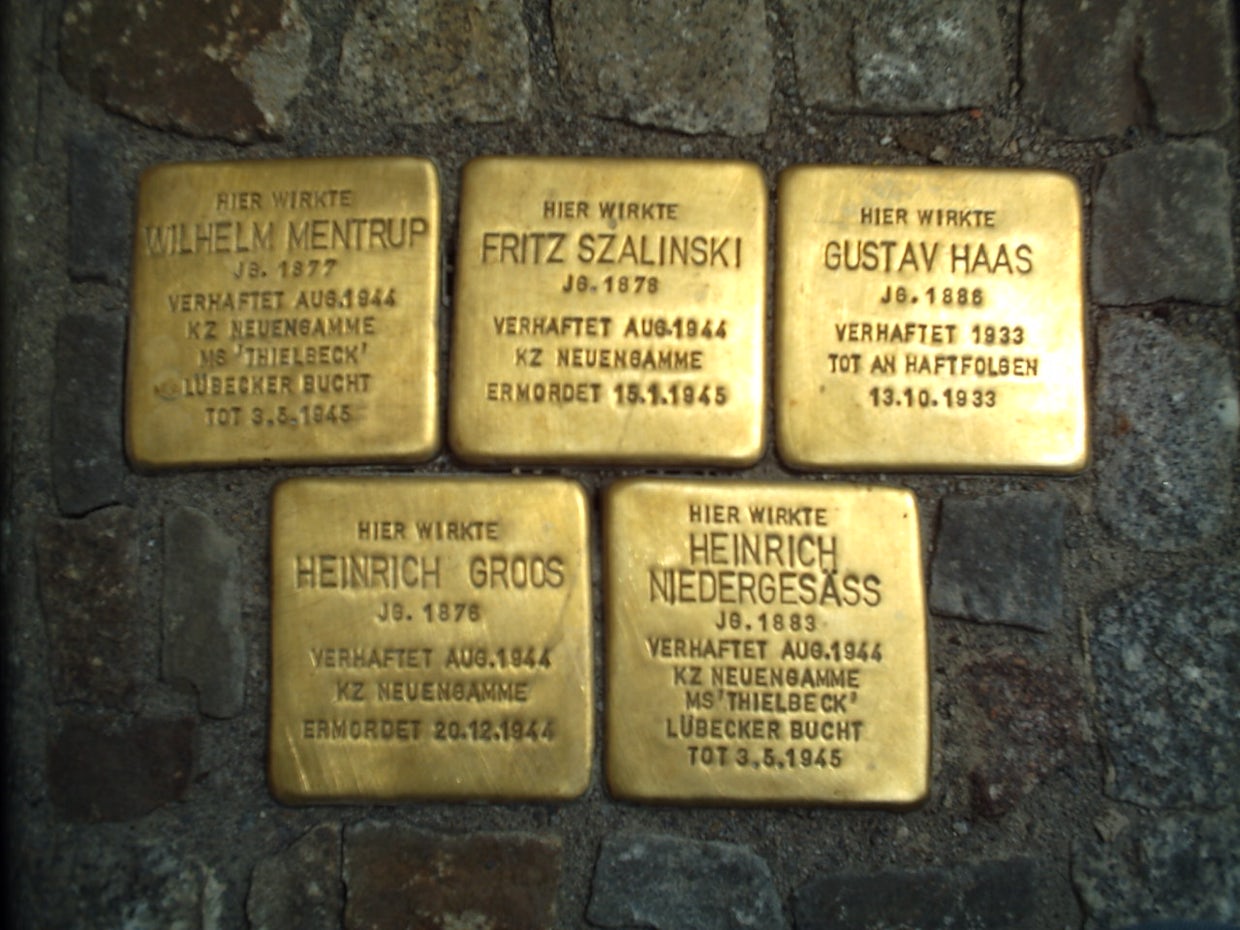 HIER WIRKTE
WILHELM MENTRUP
JG. 1877
VERHAFTET AUG.1944
KZ NEUENGAMME
MS 'THIELBECK'
LÜBECKER BUCHT
TOT 3.5.1945
HIER WIRKTE
FRITZ SZALINSKI
JG. 1878
VERHAFTET AUG.1944
KZ NEUENGAMME
ERMORDET 15.1.1945
HIER WIRKTE
GUSTAV HAAS
JG. 1886
VERHAFTET 1933
TOT AN HAFTFOLGEN
13.10.1933
HIER WIRKTE
HEINRICH GROOS
JG. 1876
VERHAFTET AUG.1944
KZ NEUENGAMME
ERMORDET 20.12.1944
HIER WIRKTE
HEINRICH
NIEDERGESÄSS
JG. 1883
VERHAFTET AUG.1944
KZ NEUENGAMME
MS 'THIELBECK'
LÜBECKER BUCHT
TOT 3.5.1945